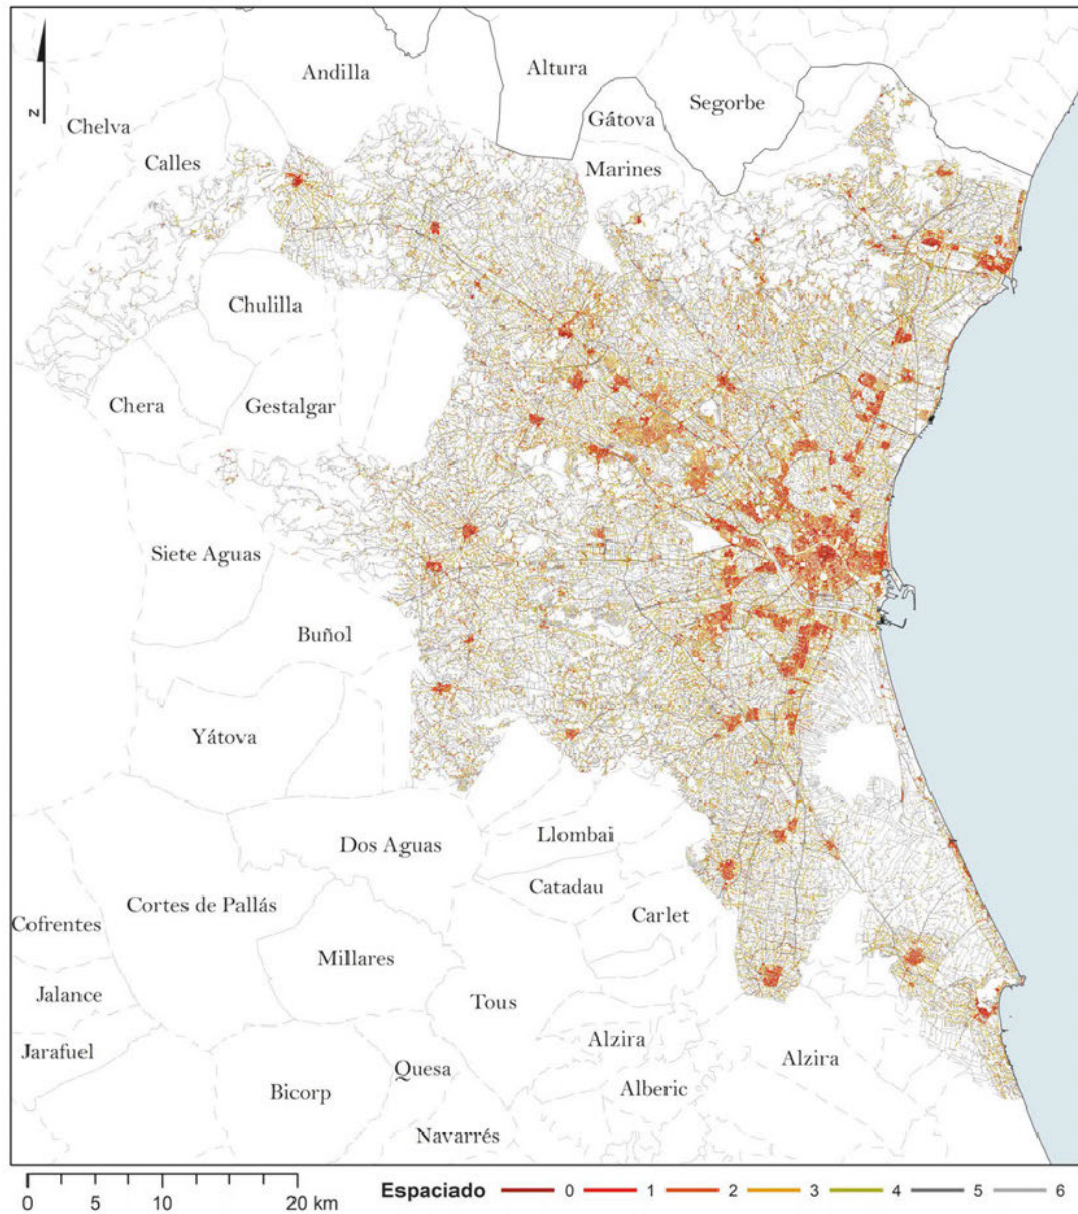 Andilla
Altura
Segorbe
Chelva
Gátova
Calles
Marines
N
Chulilla
Chera
Gestalgar
Siete Aguas
Buñol
Yátova
Llombai
Dos Aguas
Catadau
Cortes de Pallás
Carlet
Cofrentes
Millares
Jalance
Tous
Alzira
Jarafuel
Alzira
Quesa
Bicorp
Alberic
Navarrés
0 5 10 20 km
Espaciado 0 1 2 3 4 5 6